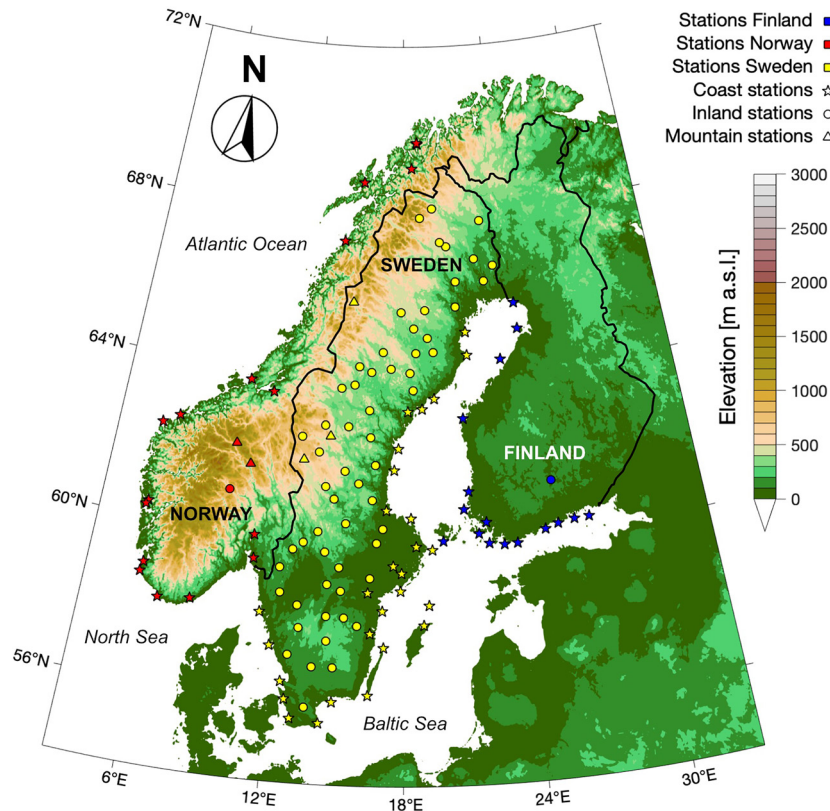 72°N
Stations Finland
Stations Norway
Stations Sweden
Coast stations
Inland stations
Mountain stations
N
68°N
Atlantic Ocean
SWEDEN
3000
2500
2000
1500
1000
500
0
Elevation [m a.s.l.]
64°N
FINLAND
60°N
NORWAY
North Sea
56°N
Baltic Sea
6°E
12°E
18°E
24°E
30°E